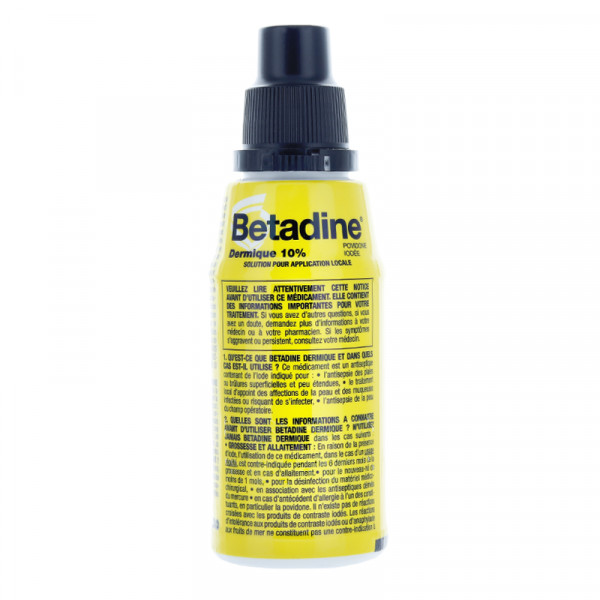 Betadine®
Dermique 10%
POVIDONE
IODÉE
SOLUTION POUR APPLICATION LOCALE
VEUILLEZ LIRE ATTENTIVEMENT CETTE NOTICE
AVANT D'UTILISER CE MÉDICAMENT. ELLE CONTIENT
DES INFORMATIONS IMPORTANTES POUR VOTRE
TRAITEMENT. Si vous avez d'autres questions, si vous
avez un doute, demandez plus d'informations à votre
médecin ou à votre pharmacien. Si les symptômes
s'aggravent ou persistent, consultez votre médecin.
1. QU'EST-CE QUE BETADINE DERMIQUE ET DANS QUELS
CAS EST-IL UTILISE ? Ce médicament est un antiseptique
contenant de l'iode indiqué pour : • l'antisepsie des plaies
ou brûlures superficielles et peu étendues, • le traitement
local d'appoint des affections de la peau et des muqueuses
infectées ou risquant de s'infecter, • l'antisepsie de la peau
du champ opératoire.
2. QUELLES SONT LES INFORMATIONS A CONNAITRE
AVANT D'UTILISER BETADINE DERMIQUE ? N'UTILISEZ
JAMAIS BETADINE DERMIQUE dans les cas suivants
• GROSSESSE ET ALLAITEMENT : En raison de la présence
d'iode, l'utilisation de ce médicament, dans le cas d'un usage
est contre-indiquée pendant les 6 derniers mois de la
grossesse et en cas d'allaitement, • pour le nouveau-né de
moins de 1 mois, • pour la désinfection du matériel médico-
chirurgical, • en association avec les antiseptiques dérivés
du mercure • en cas d'antécédent d'allergie à l'un des consti-
tuants, en particulier la povidone. Il n'existe pas de réactions
croisées avec les produits de contraste iodés. Les réactions
d'intolérance aux produits de contraste iodés ou d'anaphylaxie
aux fruits de mer ne constituent pas une contre-indication à